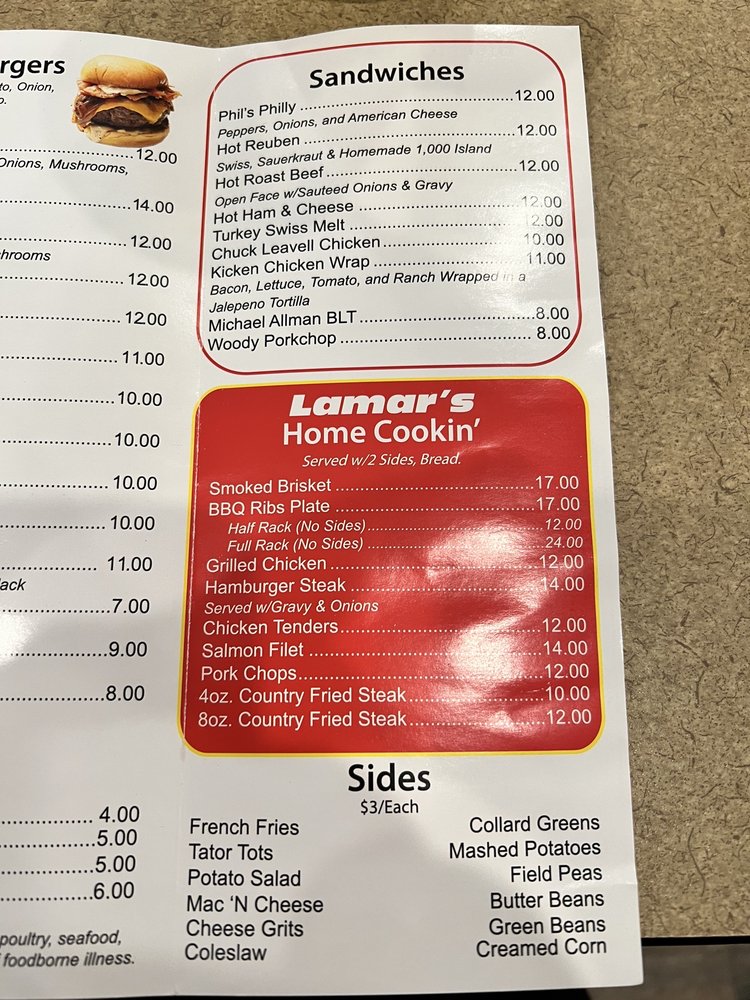 rgers
to, Onion,
o.
12.00
Onions, Mushrooms,
14.00
12.00
hrooms
12.00
12.00
11.00
10.00
10.00
10.00
10.00
11.00
ack
7.00
9.00
8.00
4.00
5.00
5.00
6.00
poultry, seafood,
foodborne illness.
Sandwiches
Phil's Philly 12.00
Peppers, Onions, and American Cheese
Hot Reuben 12.00
Swiss, Sauerkraut & Homemade 1,000 Island
Hot Roast Beef 12.00
Open Face w/Sauteed Onions & Gravy
Hot Ham & Cheese 12.00
Turkey Swiss Melt 12.00
Chuck Leavell Chicken 10.00
Kicken Chicken Wrap 11.00
Bacon, Lettuce, Tomato, and Ranch Wrapped in a
Jalepeno Tortilla
Michael Allman BLT 8.00
Woody Porkchop 8.00
Lamar's
Home Cookin'
Served w/2 Sides, Bread.
Smoked Brisket 17.00
BBQ Ribs Plate 17.00
Half Rack (No Sides) 12.00
Full Rack (No Sides) 24.00
Grilled Chicken 12.00
Hamburger Steak 14.00
Served w/Gravy & Onions
Chicken Tenders 12.00
Salmon Filet 14.00
Pork Chops 12.00
4oz. Country Fried Steak 10.00
8oz. Country Fried Steak 12.00
Sides
$3/Each
French Fries
Tator Tots
Potato Salad
Mac 'N Cheese
Cheese Grits
Coleslaw
Collard Greens
Mashed Potatoes
Field Peas
Butter Beans
Green Beans
Creamed Corn